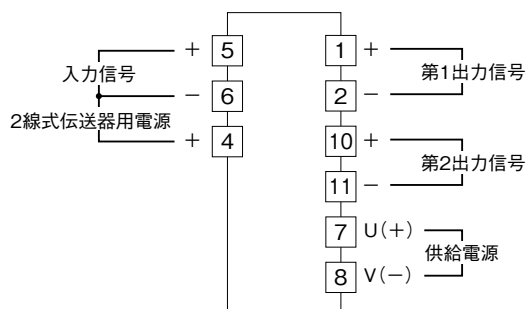 + 5
入力信号
− 6
2線式伝送器用電源
+ 4
1 +
第1出力信号
2 −
10 +
第2出力信号
11 −
7 U(+)
供給電源
8 V(−)